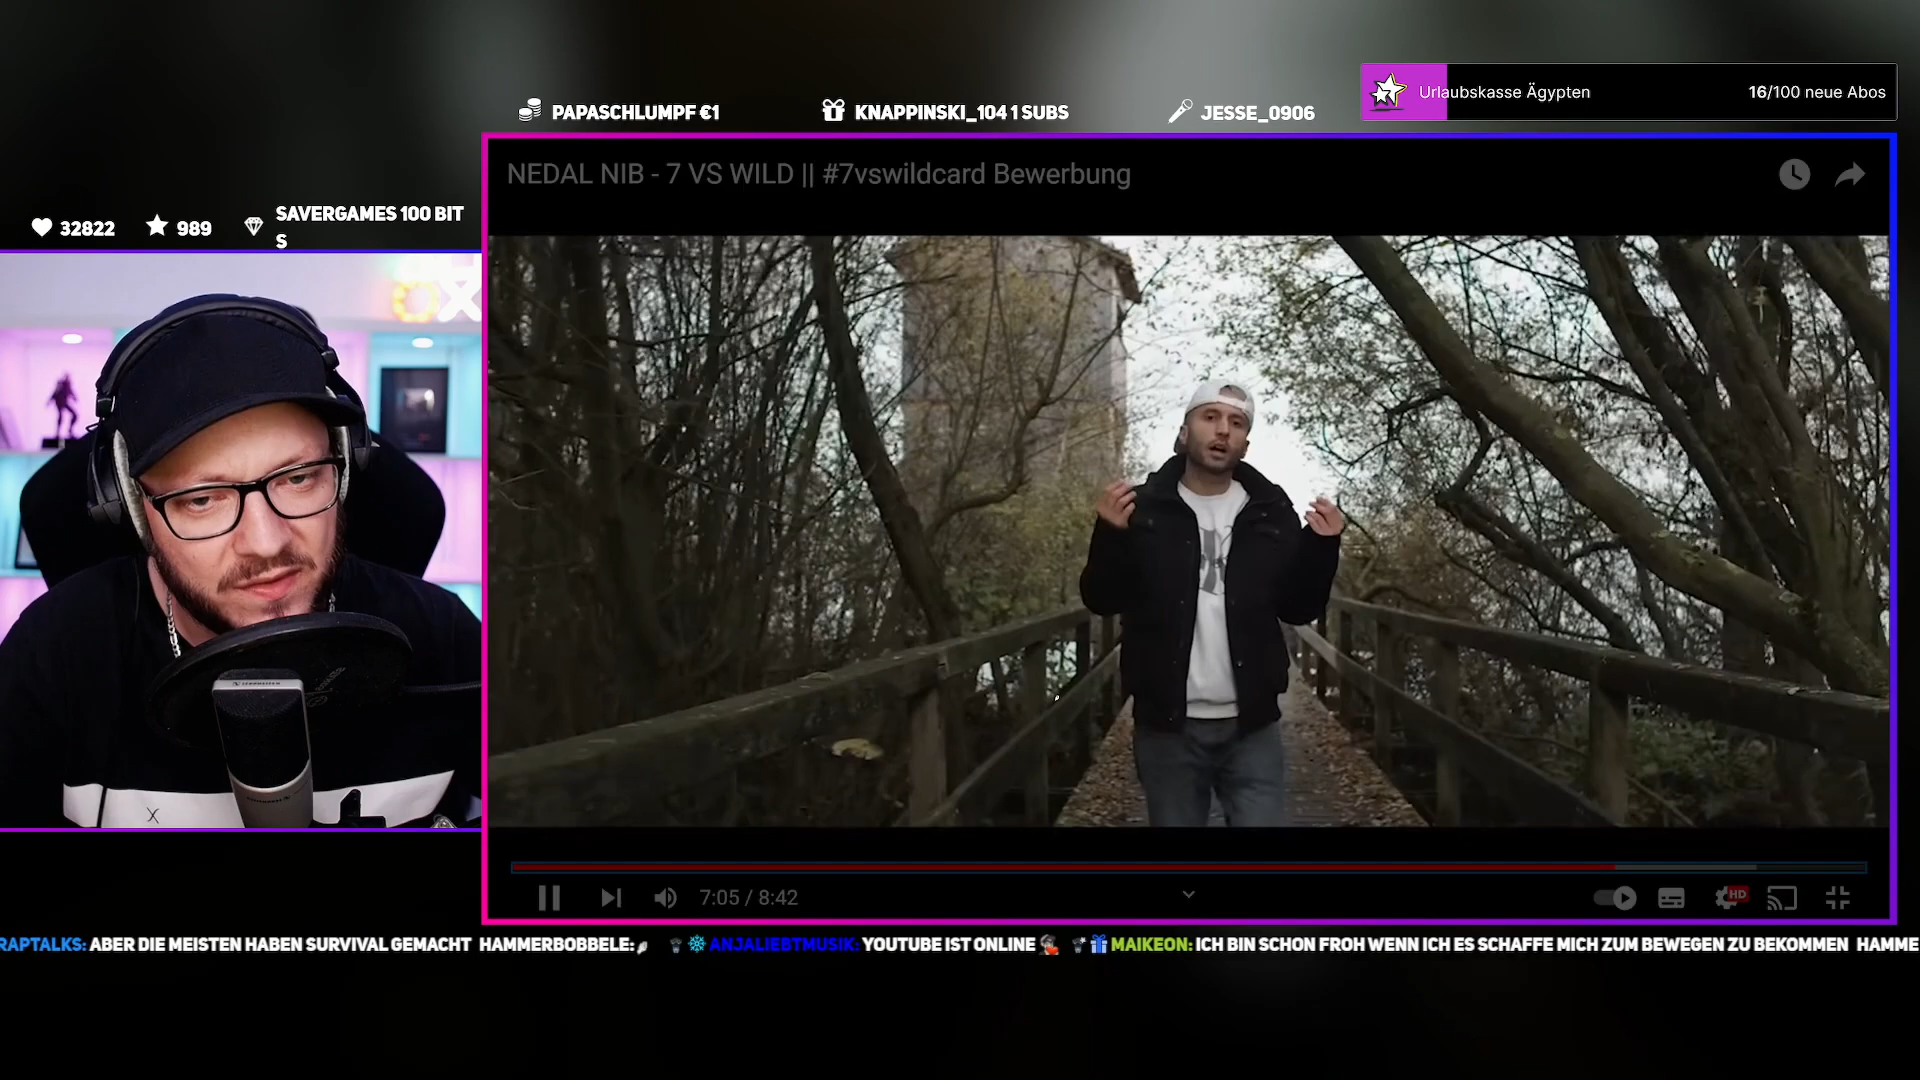 PAPASCHLUMPF €1
KNAPPINSKI_104 1 SUBS
JESSE_0906
Urlaubskasse Ägypten
16/100 neue Abos
NEDAL NIB - 7 VS WILD || #7vswildcard Bewerbung
32822
989
SAVERGAMES 100 BIT
S
7:05 / 8:42
HD
RAPTALKS: ABER DIE MEISTEN HABEN SURVIVAL GEMACHT HAMMERBOBBELE: ANJALIEBTMUSIK: YOUTUBE IST ONLINE MAIKEON: ICH BIN SCHON FROH WENN ICH ES SCHAFFE MICH ZUM BEWEGEN ZU BEKOMMEN HAMME